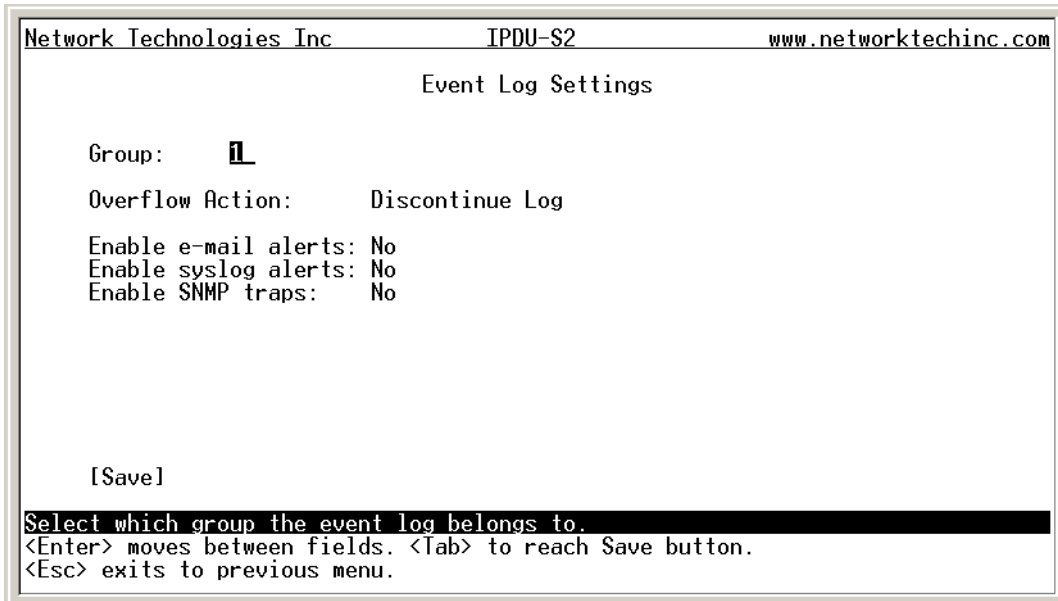 Network Technologies Inc IPDU-S2 www.networktechinc.com
Event Log Settings
Group: 1
Overflow Action: Discontinue Log
Enable e-mail alerts: No
Enable syslog alerts: No
Enable SNMP traps: No
[Save]
Select which group the event log belongs to.
<Enter> moves between fields. <Tab> to reach Save button.
<Esc> exits to previous menu.